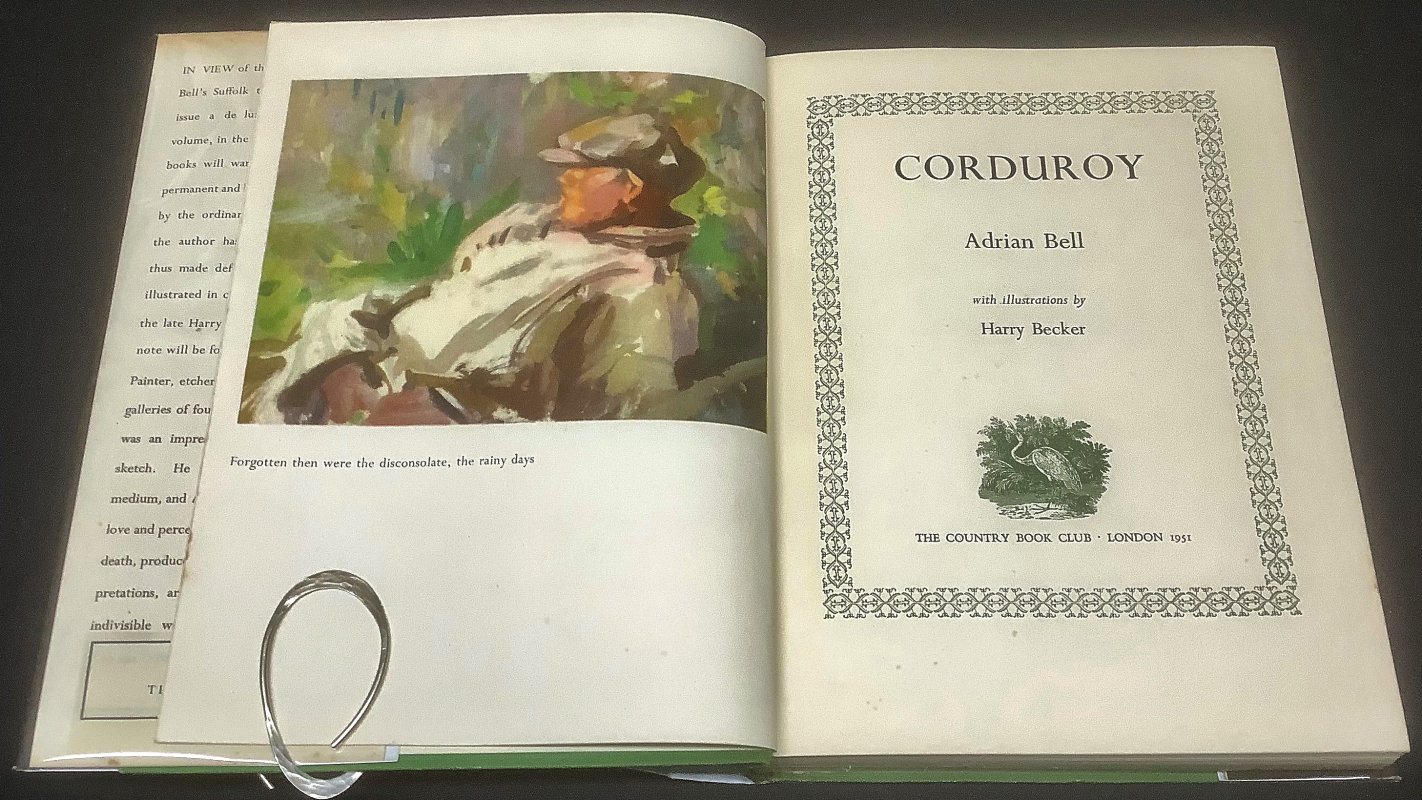 IN VIEW of th
Bell's Suffolk
issue a de lu
volume, in the
books will war
permanent and
by the ordinar
the author ha
thus made def
illustrated in c
the late Harry
note will be fo
Painter, etcher
galleries of fou
was an impre
sketch. He
medium, and
love and perce
death, produc
pretations, ar
indivisible w
Forgotten then were the disconsolate, the rainy days
CORDUROY
Adrian Bell
with illustrations by
Harry Becker
THE COUNTRY BOOK CLUB · LONDON 1951